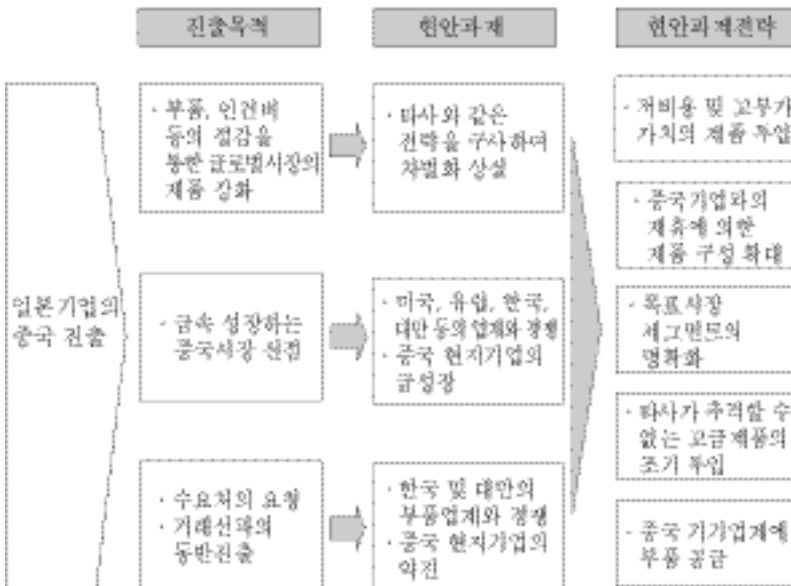 진출목적
현안과제
현안과제전략
일본기업의
중국 진출
· 부품, 인건비
등의 절감을
통한 글로벌시장의
제품 강화
· 타사와 같은
전략을 구사하며
차별화 상실
· 급속 성장하는
중국시장 선점
· 미국, 유럽, 한국,
대만 등의 업계와 경쟁
· 중국 현지기업의
급성장
· 수요처의 요청
· 거래선과의
동반진출
· 한국 및 대만의
부품업계와 경쟁
· 중국 현지기업의
약진
· 저비용 및 고부가
가치의 제품 투입
· 중국기업과의
제휴에 의한
제품 구성 확대
· 목표시장
세그먼트의
명확화
· 타사가 추격할 수
없는 고급제품의
조기 투입
· 중국 기기업계에
부품 공급